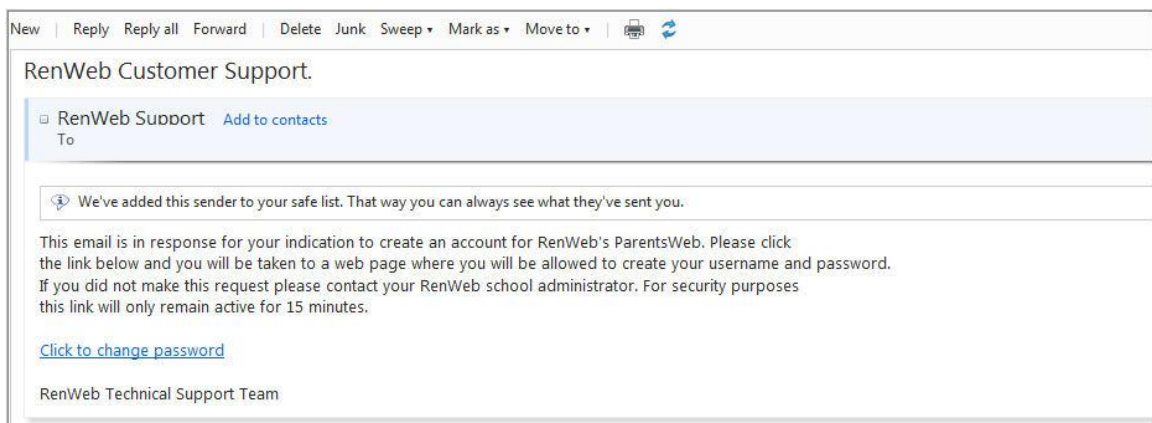 New | Reply Reply all Forward | Delete Junk Sweep Mark as Move to |
RenWeb Customer Support.
RenWeb Support Add to contacts
To
We've added this sender to your safe list. That way you can always see what they've sent you.
This email is in response for your indication to create an account for RenWeb's ParentsWeb. Please click
the link below and you will be taken to a web page where you will be allowed to create your username and password.
If you did not make this request please contact your RenWeb school administrator. For security purposes
this link will only remain active for 15 minutes.
Click to change password
RenWeb Technical Support Team